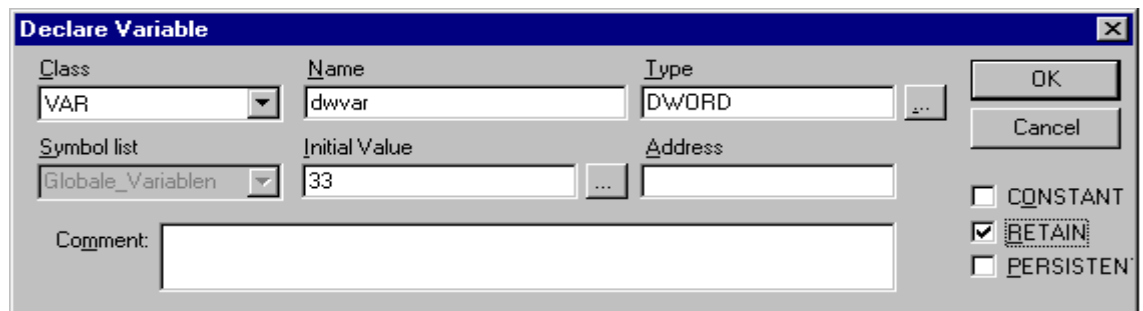 Declare Variable
Class Name Type
VAR dwvar DWORD ... OK
Symbol list Initial Value Address Cancel
Globale_Variablen 33 ...
CONSTANT
Comment: RETAIN
PERSISTEN